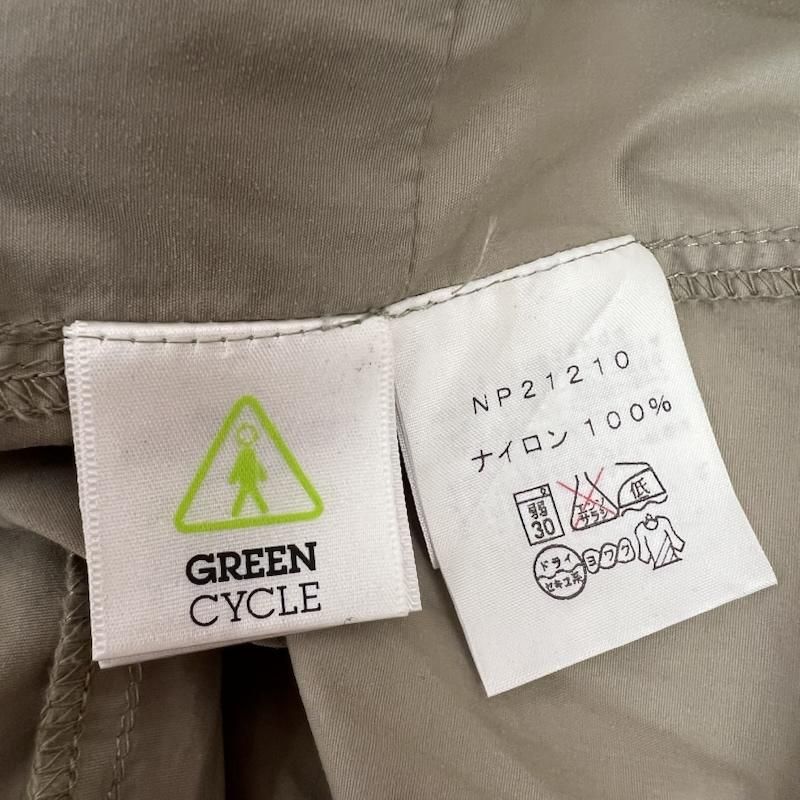 GREEN
CYCLE
NP21210
ナイロン 100%
弱
30
エンソ
サラシ
低
ドライ
セキユ系
ヨワク